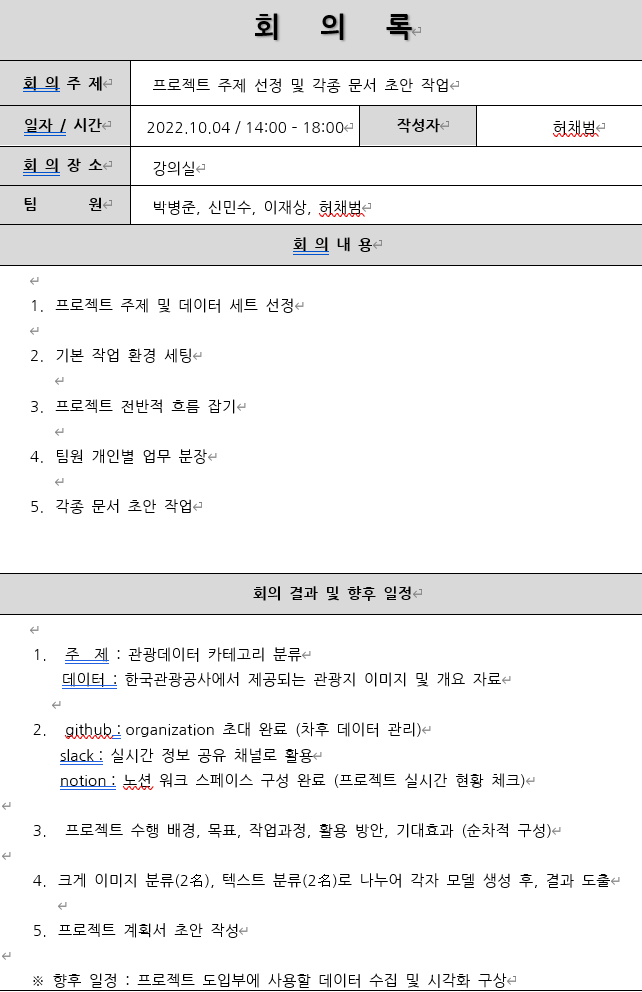 회 의 록
회 의 주 제 프로젝트 주제 선정 및 각종 문서 초안 작업
일자 / 시간 2022.10.04 / 14:00 - 18:00 작성자 허채범
회 의 장 소 강의실
팀 원 박병준, 신민수, 이재상, 허채범
회 의 내 용
1. 프로젝트 주제 및 데이터 세트 선정
2. 기본 작업 환경 세팅
3. 프로젝트 전반적 흐름 잡기
4. 팀원 개인별 업무 분장
5. 각종 문서 초안 작업
회의 결과 및 향후 일정
1. 주 제 : 관광데이터 카테고리 분류
데이터 : 한국관광공사에서 제공되는 관광지 이미지 및 개요 자료
2. github : organization 초대 완료 (차후 데이터 관리)
slack : 실시간 정보 공유 채널로 활용
notion : 노션 워크 스페이스 구성 완료 (프로젝트 실시간 현황 체크)
3. 프로젝트 수행 배경, 목표, 작업과정, 활용 방안, 기대효과 (순차적 구성)
4. 크게 이미지 분류(2名), 텍스트 분류(2名)로 나누어 각자 모델 생성 후, 결과 도출
5. 프로젝트 계획서 초안 작성
※ 향후 일정 : 프로젝트 도입부에 사용할 데이터 수집 및 시각화 구상